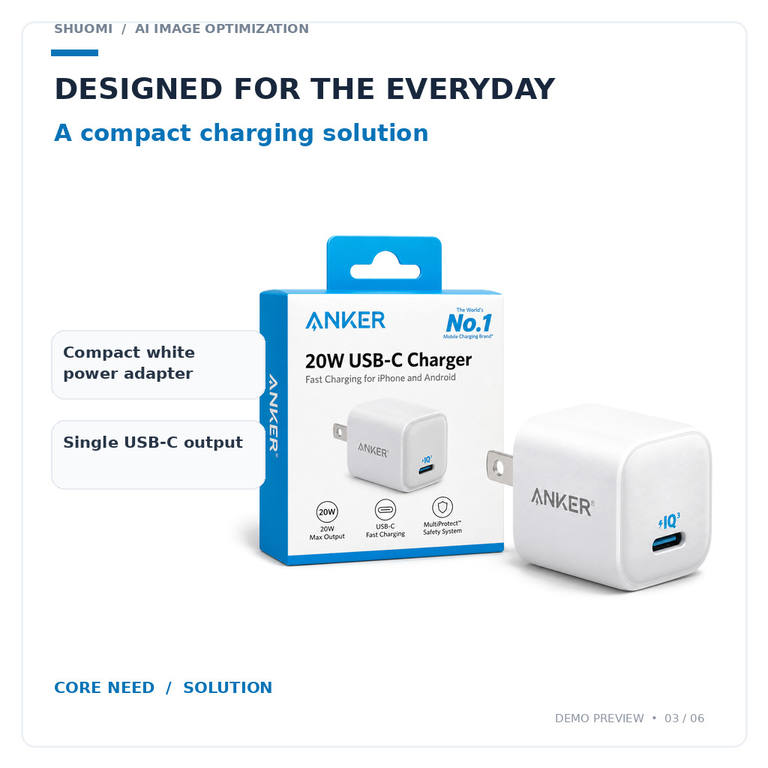 SHUOMI / AI IMAGE OPTIMIZATION
DESIGNED FOR THE EVERYDAY
A compact charging solution
Compact white
power adapter
Single USB-C output
ANKER
The World's
No.1
Mobile Charging Brand"
20W USB-C Charger
Fast Charging for iPhone and Android
ANKER
ANKER®
IQ³
20W
20W
Max Output
USB-C
Fast Charging
MultiProtect™
Safety System
ANKER®
IQ³
CORE NEED / SOLUTION
DEMO PREVIEW • 03 / 06